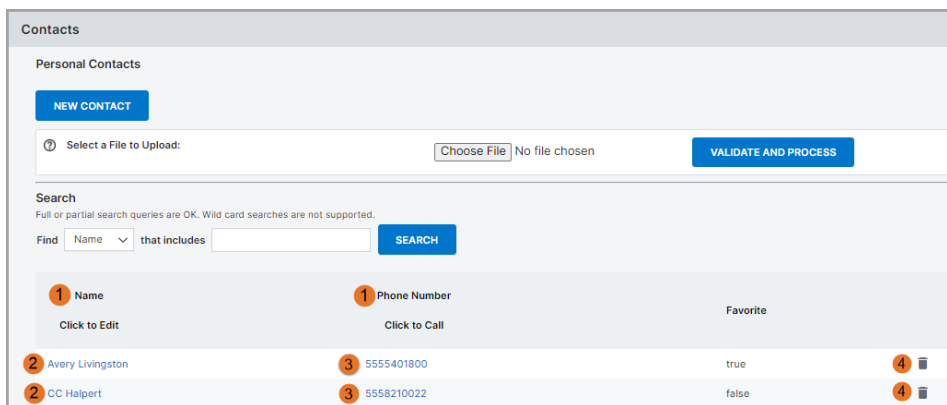 Contacts
Personal Contacts
NEW CONTACT
Select a File to Upload: Choose File No file chosen VALIDATE AND PROCESS
Search
Full or partial search queries are OK. Wild card searches are not supported.
Find Name that includes SEARCH
1 Name 1 Phone Number
Favorite
Click to Edit Click to Call
2 Avery Livingston 3 5555401800 true 4
2 CC Halpert 3 5558210022 false 4